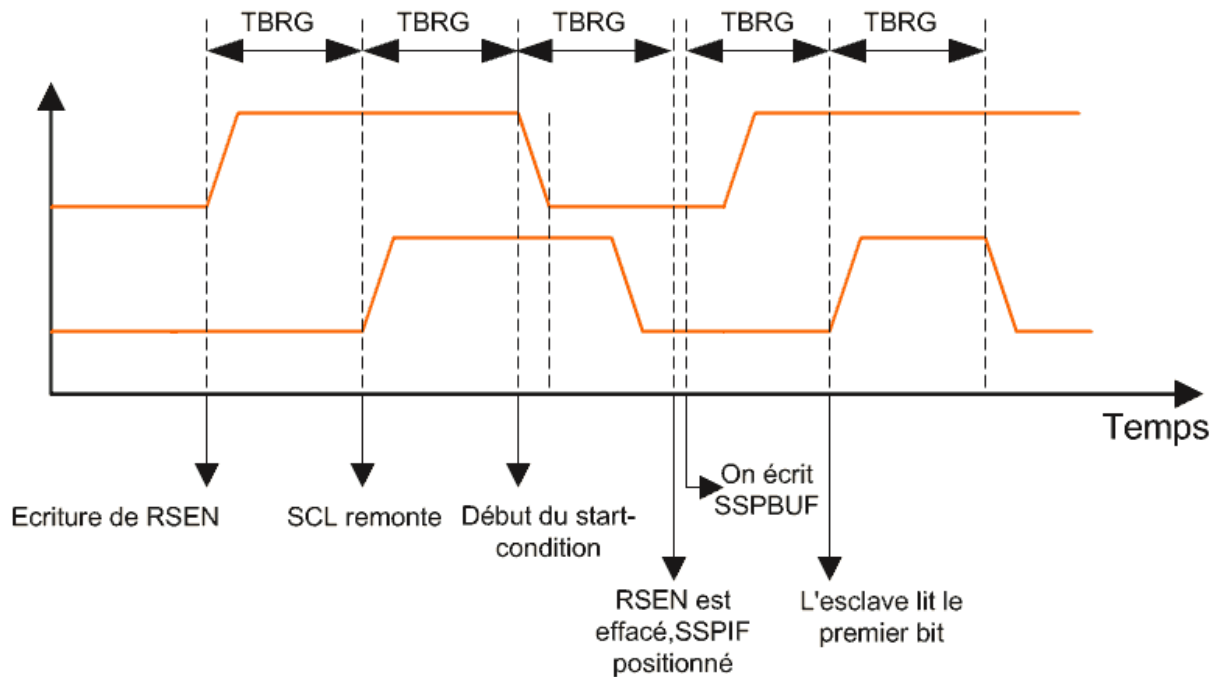 TBRG TBRG TBRG TBRG TBRG
Temps
Ecriture de RSEN
SCL remonte
Début du start-
condition
On écrit
SSPBUF
RSEN est
effacé,SSPIF
positionné
L'esclave lit le
premier bit